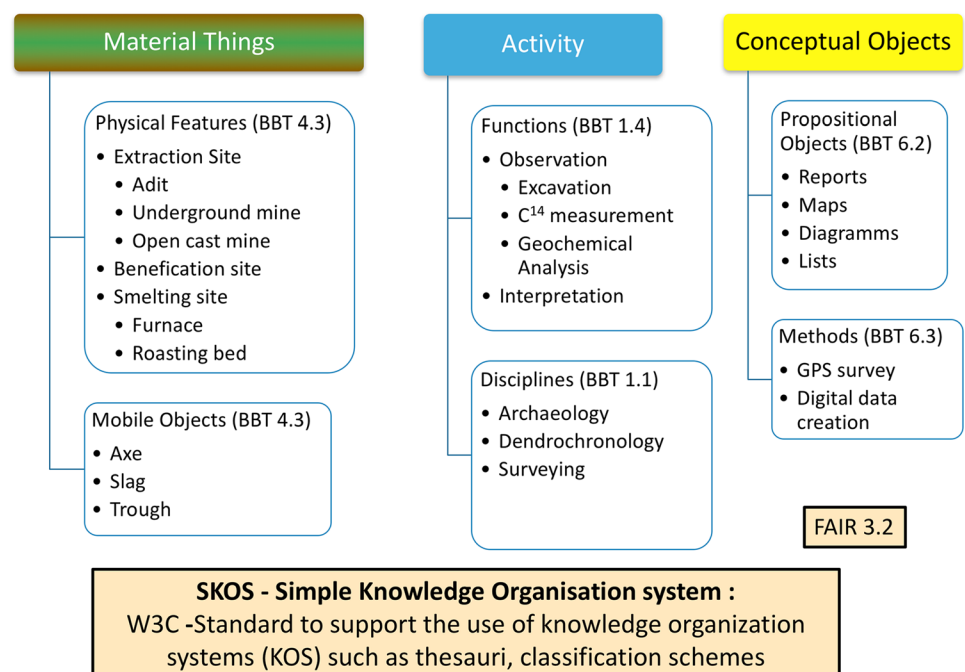 Material Things
Physical Features (BBT 4.3)
• Extraction Site
• Adit
• Underground mine
• Open cast mine
• Benefication site
• Smelting site
• Furnace
• Roasting bed
Mobile Objects (BBT 4.3)
• Axe
• Slag
• Trough
Activity
Functions (BBT 1.4)
• Observation
• Excavation
• C¹⁴ measurement
• Geochemical
Analysis
• Interpretation
Disciplines (BBT 1.1)
• Archaeology
• Dendrochronology
• Surveying
Conceptual Objects
Propositional
Objects (BBT 6.2)
• Reports
• Maps
• Diagramms
• Lists
Methods (BBT 6.3)
• GPS survey
• Digital data
creation
FAIR 3.2
SKOS - Simple Knowledge Organisation system :
W3C -Standard to support the use of knowledge organization
systems (KOS) such as thesauri, classification schemes